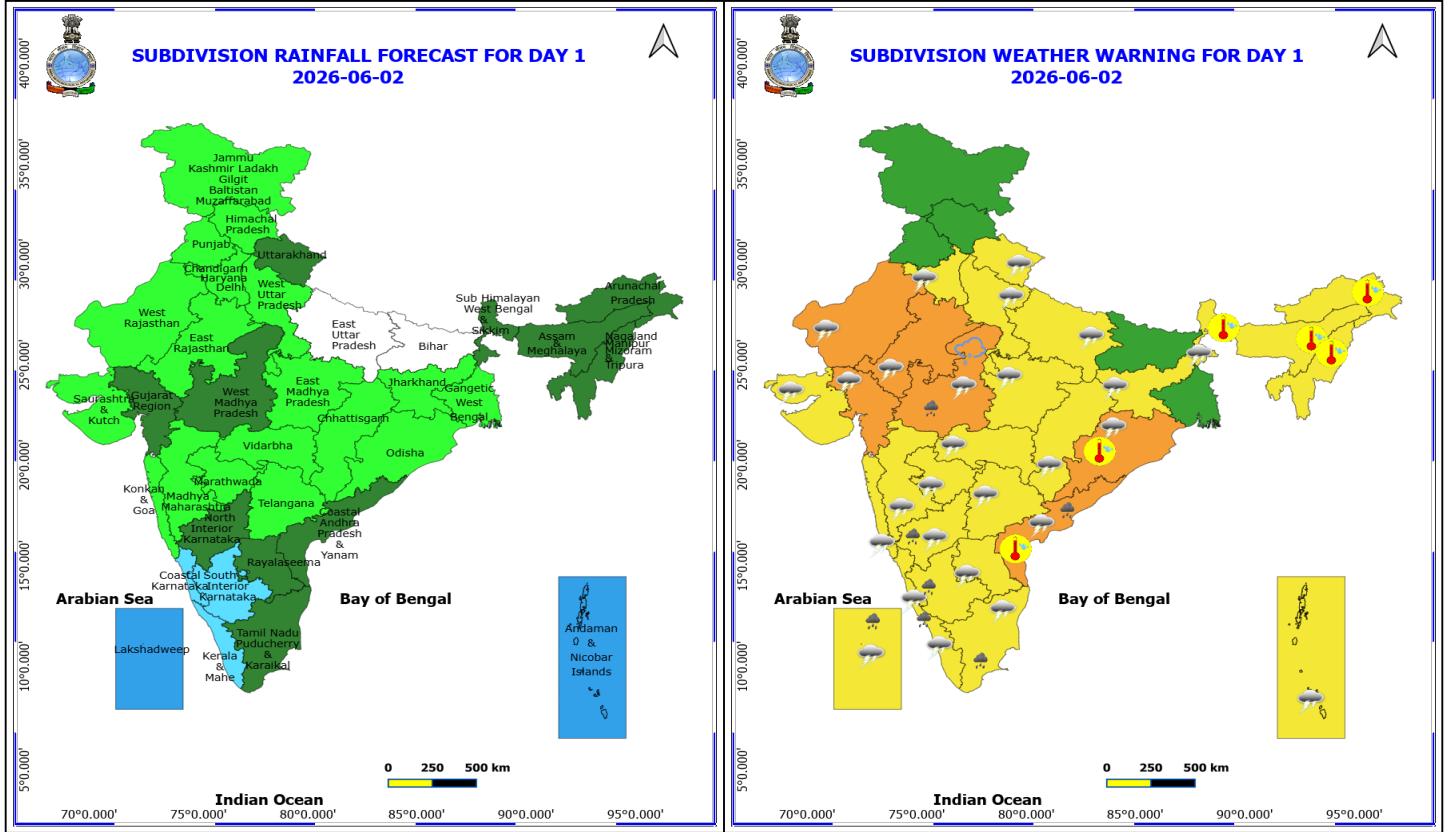 SUBDIVISION RAINFALL FORECAST FOR DAY 1
2026-06-02
40°0.000'
35°0.000'
30°0.000'
25°0.000'
20°0.000'
15°0.000'
10°0.000'
5°0.000'
Jammu
Kashmir Ladakh
Gilgit
Baltistan
Muzaffarabad
Himachal
Pradesh
Punjab
Uttarakhand
Chandigarh
Haryana
Delhi
West
Uttar
Pradesh
Arunachal
Pradesh
Sub Himalayan
West Bengal
&
Sikkim
West
Rajasthan
East
Rajasthan
East
Uttar
Pradesh
Bihar
Assam
&
Meghalaya
Nagaland
Manipur
Mizoram
&
Tripura
Saurashtra
&
Kutch
Gujarat
Region
West
Madhya
Pradesh
East
Madhya
Pradesh
Jharkhand
Gangetic
West
Bengal
Chhattisgarh
Vidarbha
Odisha
Konkan
&
Goa
Madhya
Maharashtra
Marathwada
Telangana
North
Interior
Karnataka
Coastal
Andhra
Pradesh
&
Yanam
Rayalaseema
Coastal
Karnataka
South
Interior
Karnataka
Arabian Sea
Bay of Bengal
Lakshadweep
Kerala
&
Mahe
Tamil Nadu
Puducherry
&
Karaikal
Andaman
&
Nicobar
Islands
0 250 500 km
Indian Ocean
70°0.000' 75°0.000' 80°0.000' 85°0.000' 90°0.000' 95°0.000'
SUBDIVISION WEATHER WARNING FOR DAY 1
2026-06-02
40°0.000'
35°0.000'
30°0.000'
25°0.000'
20°0.000'
15°0.000'
10°0.000'
5°0.000'
Arabian Sea
Bay of Bengal
0 250 500 km
Indian Ocean
70°0.000' 75°0.000' 80°0.000' 85°0.000' 90°0.000' 95°0.000'